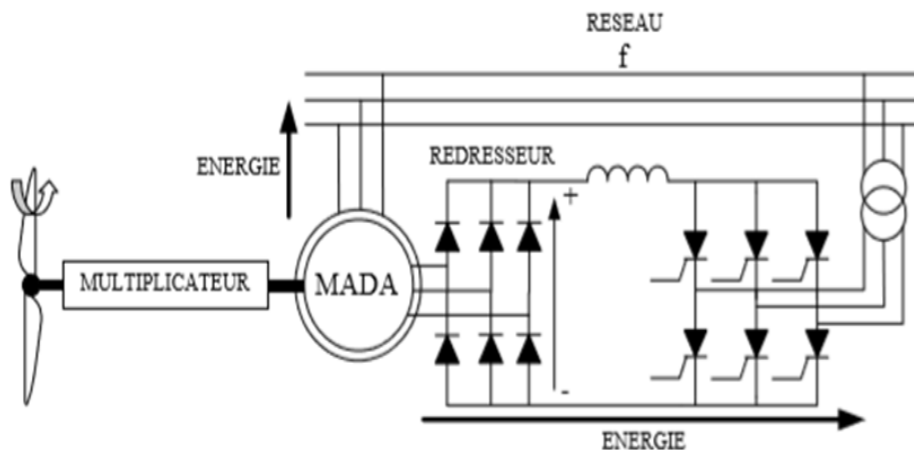 RESEAU
f
ENERGIE
REDRESSEUR
+
MULTIPLICATEUR
MADA
-
ENERGIE